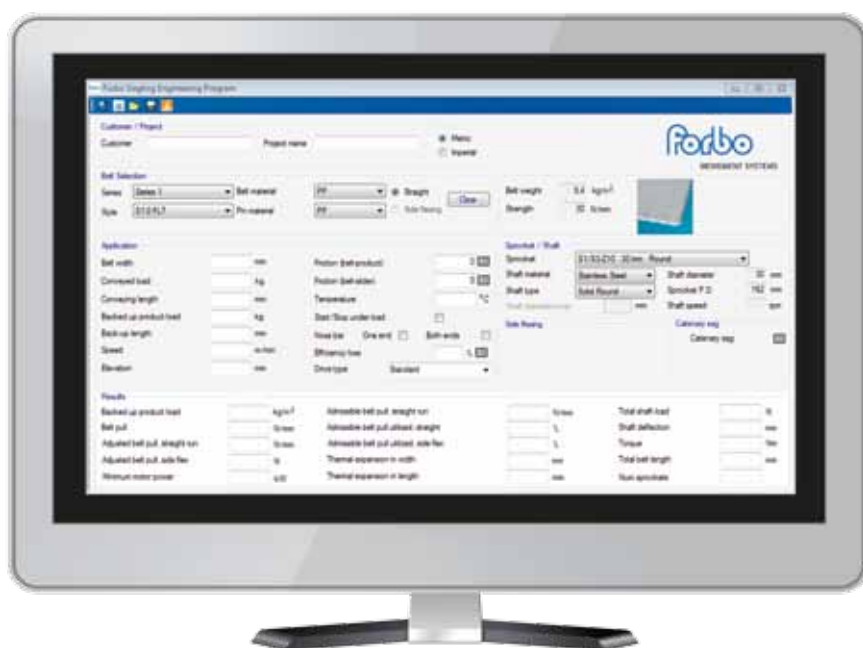 Forbo Siegling Engineering Program
Customer / Project
Customer Project name Metric
Imperial
Forbo
MOVEMENT SYSTEMS
Belt Selection
Series Series 1 Belt material PP Straight Clear Belt weight kg/m²
Style Pin material PP Side flexing Strength 30 N/mm
Application Sprocket / Shaft
Belt width mm Friction (belt-product) 0 Sprocket Round
Conveyed load kg Friction (belt-slider) 0 Shaft material Stainless Steel Shaft diameter 30 mm
Conveying length mm Temperature °C Shaft type Solid Round Sprocket P.D. mm
Backed up product load kg Start/Stop under load mm Shaft speed rpm
Back-up length mm Nose bar One end Both ends Side flexing Catenary sag
Speed m/min Efficiency loss % Catenary sag
Elevation mm Drive type Standard
Results
Backed up product load kg/m² Admissible belt pull, straight run N/mm Total shaft load N
Belt pull N/mm Admissible belt pull utilised, straight % Shaft deflection mm
Adjusted belt pull, straight run N/mm Admissible belt pull utilised, side flex % Torque Nm
Adjusted belt pull, side flex N Thermal expansion in width mm Total belt length mm
Minimum motor power kW Thermal expansion in length mm Num sprockets